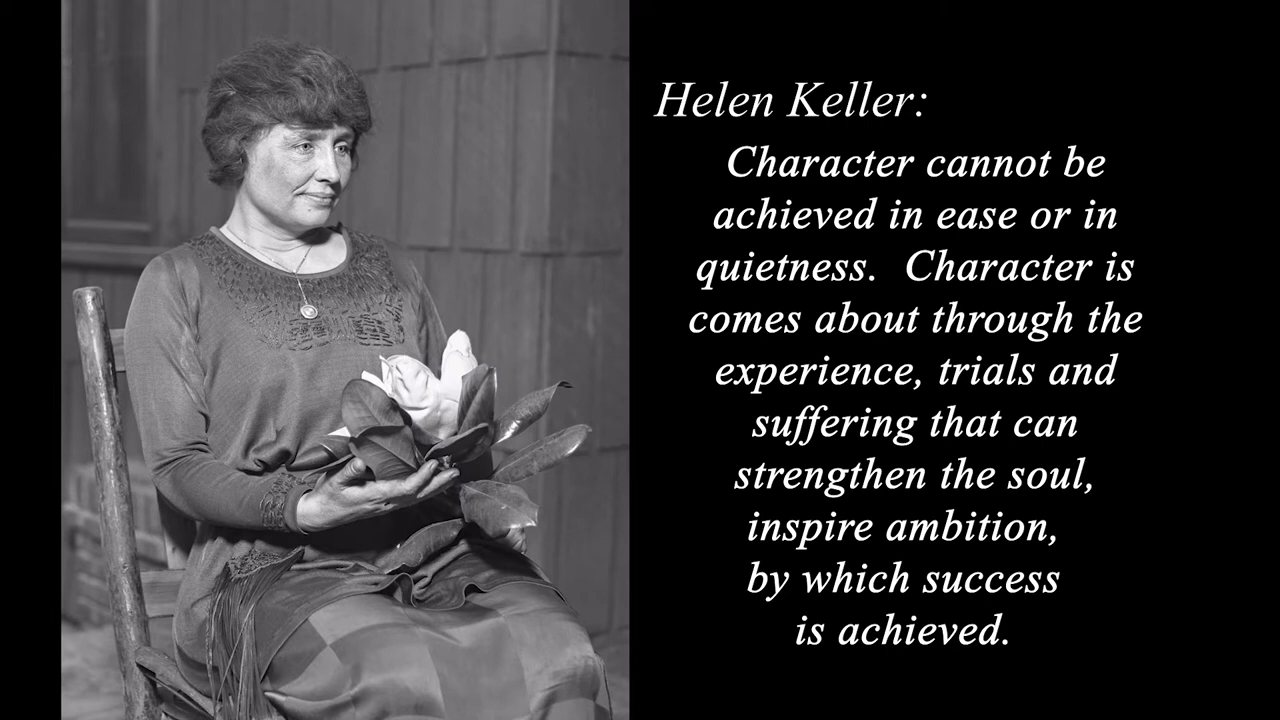 Helen Keller:
Character cannot be
achieved in ease or in
quietness. Character is
comes about through the
experience, trials and
suffering that can
strengthen the soul,
inspire ambition,
by which success
is achieved.